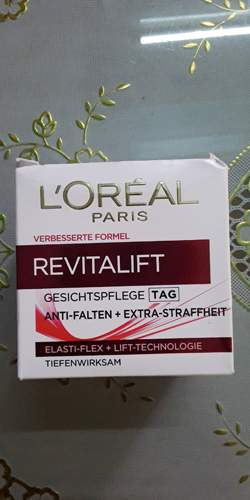 L'ORÉAL
PARIS
VERBESSERTE FORMEL
REVITALIFT
GESICHTSPFLEGE TAG
ANTI-FALTEN + EXTRA-STRAFFHEIT
ELASTI-FLEX + LIFT-TECHNOLOGIE
TIEFENWIRKSAM